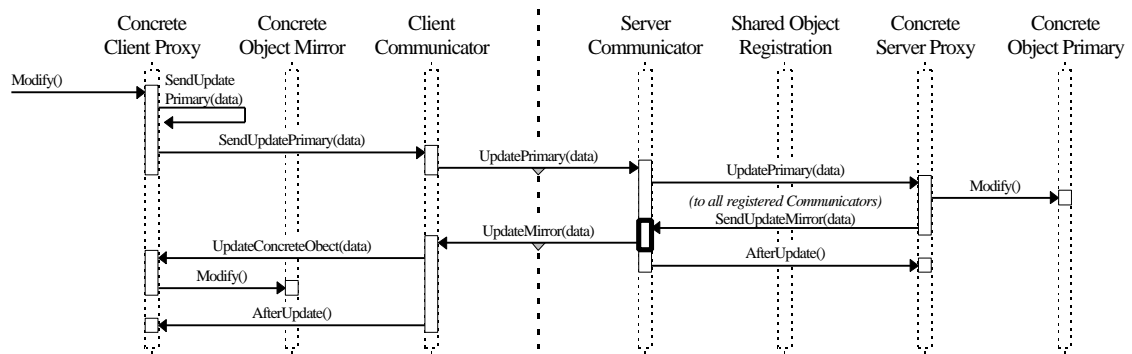 Concrete
Client Proxy
Concrete
Object Mirror
Client
Communicator
Server
Communicator
Shared Object
Registration
Concrete
Server Proxy
Concrete
Object Primary
Modify()
SendUpdate
Primary(data)
SendUpdatePrimary(data)
UpdatePrimary(data)
UpdatePrimary(data)
Modify()
(to all registered Communicators)
SendUpdateMirror(data)
UpdateMirror(data)
UpdateConcreteObect(data)
AfterUpdate()
Modify()
AfterUpdate()